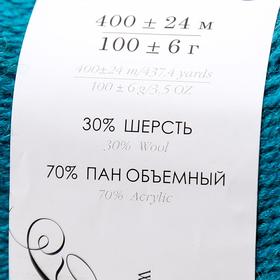 400 ± 24 м
100 ± 6 г
400±24 m/437.4 yards
100 ± 6 g/3.5 OZ
30% ШЕРСТЬ
30% Wool
70% ПАН ОБЪЕМНЫЙ
70% Acrylic